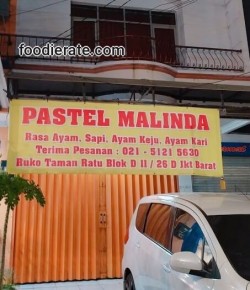 foodierate.com
PASTEL MALINDA
Rasa Ayam, Sapi, Ayam Keju, Ayam Kari
Terima Pesanan : 021 - 5121 5630
Ruko Taman Ratu Blok D II / 26 D Jkt Barat